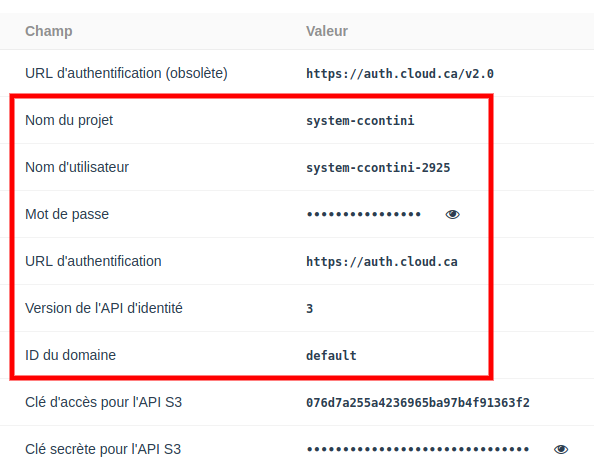 Champ Valeur
URL d'authentification (obsolète) https://auth.cloud.ca/v2.0
Nom du projet system-ccontini
Nom d'utilisateur system-ccontini-2925
Mot de passe ••••••••••••••••
URL d'authentification https://auth.cloud.ca
Version de l'API d'identité 3
ID du domaine default
Clé d'accès pour l'API S3 076d7a255a4236965ba97b4f91363f2
Clé secrète pour l'API S3 •••••••••••••••••••••••••••••••